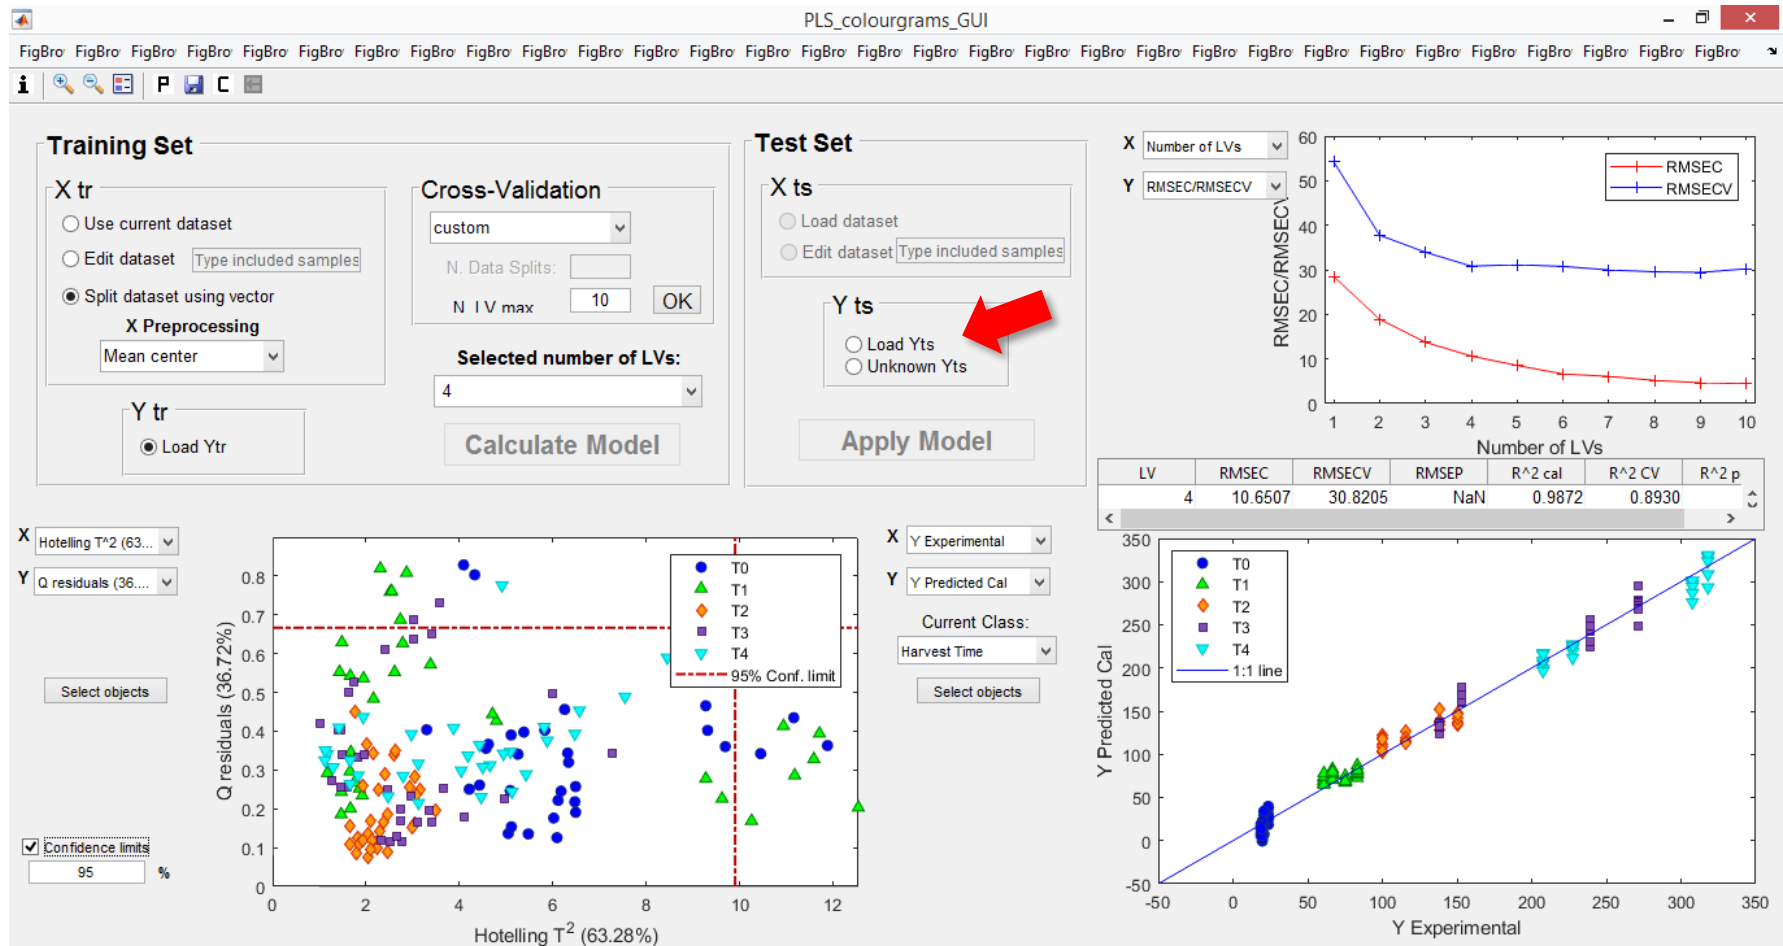 PLS_colourgrams_GUI
FigBro FigBro FigBro FigBro FigBro FigBro FigBro FigBro FigBro FigBro FigBro FigBro FigBro FigBro FigBro FigBro FigBro FigBro FigBro FigBro FigBro FigBro FigBro FigBro FigBro FigBro FigBro FigBro FigBro FigBro FigBro
i P C
Training Set
X tr
Use current dataset
Edit dataset Type included samples
Split dataset using vector
X Preprocessing
Mean center
Y tr
Load Ytr
Cross-Validation
custom
N. Data Splits:
N. LV max 10 OK
Selected number of LVs:
4
Calculate Model
Test Set
X ts
Load dataset
Edit dataset Type included samples
Y ts
Load Yts
Unknown Yts
Apply Model
X Number of LVs
Y RMSEC/RMSECV
RMSEC/RMSECV
60
50
40
30
20
10
0
RMSEC
RMSECV
1 2 3 4 5 6 7 8 9 10
Number of LVs
LV RMSEC RMSECV RMSEP R^2 cal R^2 CV R^2 p
4 10.6507 30.8205 NaN 0.9872 0.8930
X Hotelling T^2 (63...
Y Q residuals (36....
Select objects
Confidence limits
95 %
Q residuals (36.72%)
0.8
0.7
0.6
0.5
0.4
0.3
0.2
0.1
0
T0
T1
T2
T3
T4
95% Conf. limit
0 2 4 6 8 10 12
Hotelling T2 (63.28%)
X Y Experimental
Y Y Predicted Cal
Current Class:
Harvest Time
Select objects
Y Predicted Cal
350
300
250
200
150
100
50
0
-50
T0
T1
T2
T3
T4
1:1 line
-50 0 50 100 150 200 250 300 350
Y Experimental